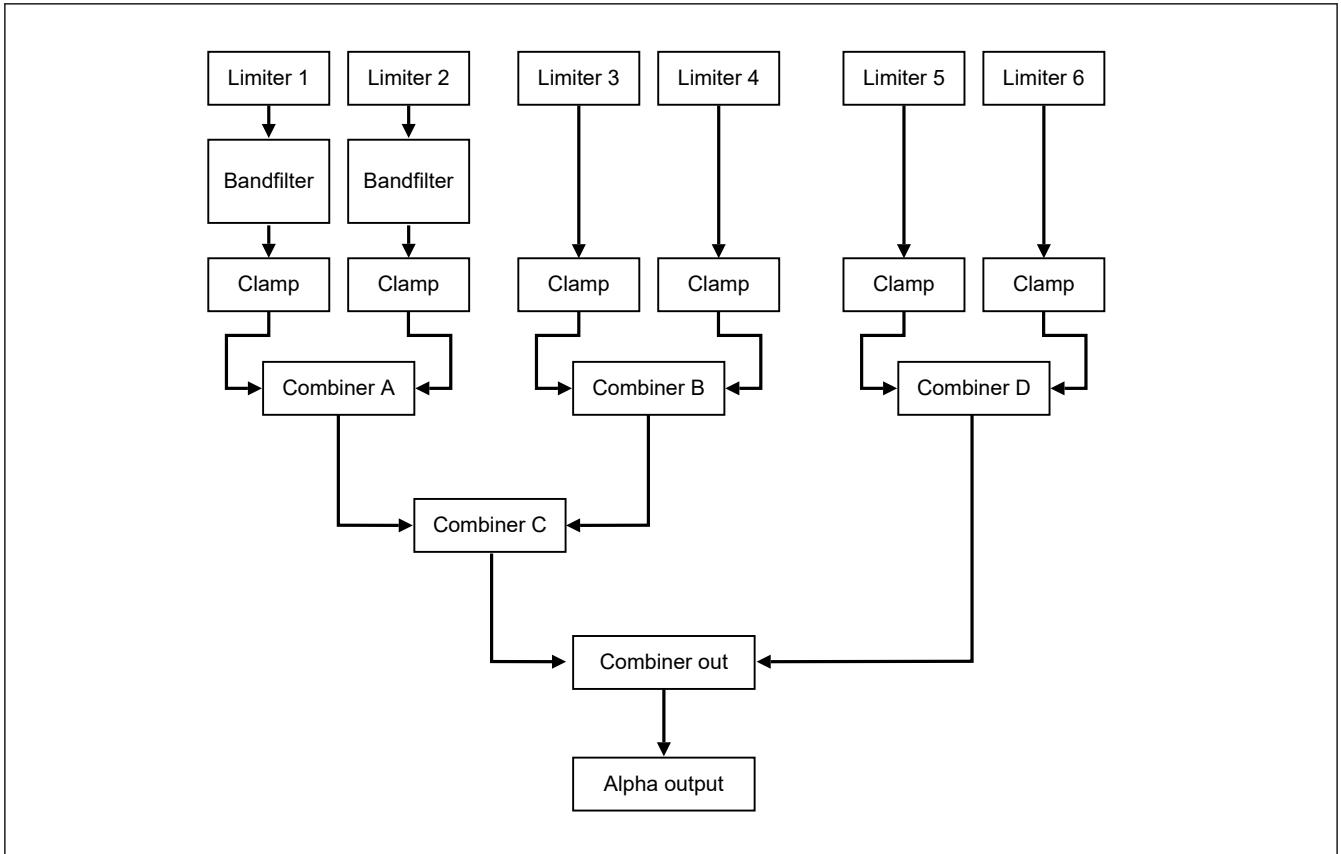 Limiter 1
Limiter 2
Limiter 3
Limiter 4
Limiter 5
Limiter 6
Bandfilter
Bandfilter
Clamp
Clamp
Clamp
Clamp
Clamp
Clamp
Combiner A
Combiner B
Combiner D
Combiner C
Combiner out
Alpha output